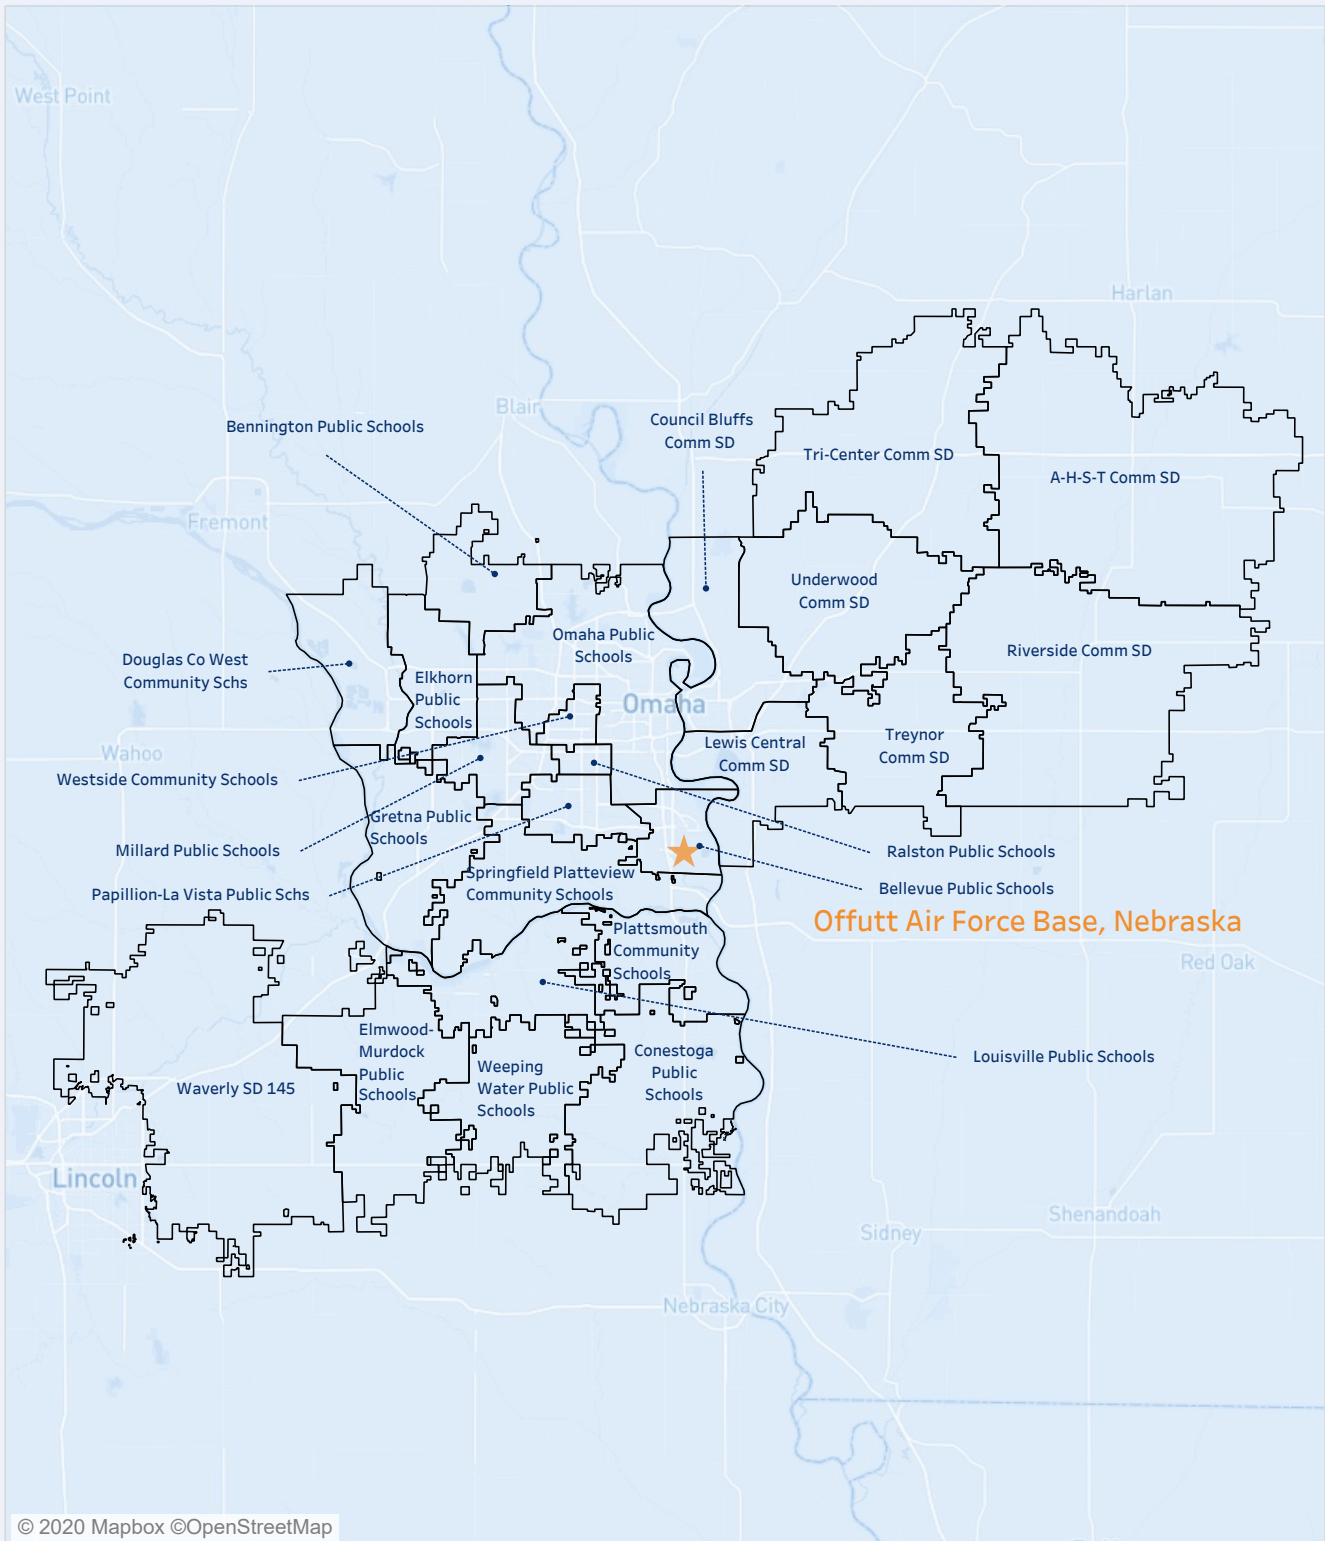 West Point
Harlan
Blair
Bennington Public Schools
Council Bluffs
Comm SD
Tri-Center Comm SD
A-H-S-T Comm SD
Fremont
Underwood
Comm SD
Omaha Public
Schools
Riverside Comm SD
Douglas Co West
Community Schs
Elkhorn
Public
Schools
Omaha
Wahoo
Lewis Central
Comm SD
Treynor
Comm SD
Westside Community Schools
Gretna Public
Schools
Millard Public Schools
Ralston Public Schools
Papillion-La Vista Public Schs
Springfield Platteview
Community Schools
Bellevue Public Schools
Offutt Air Force Base, Nebraska
Plattsmouth
Community
Schools
Red Oak
Elmwood-
Murdock
Public
Schools
Conestoga
Public
Schools
Louisville Public Schools
Weeping
Water Public
Schools
Waverly SD 145
Lincoln
Shenandoah
Sidney
Nebraska City
© 2020 Mapbox ©OpenStreetMap